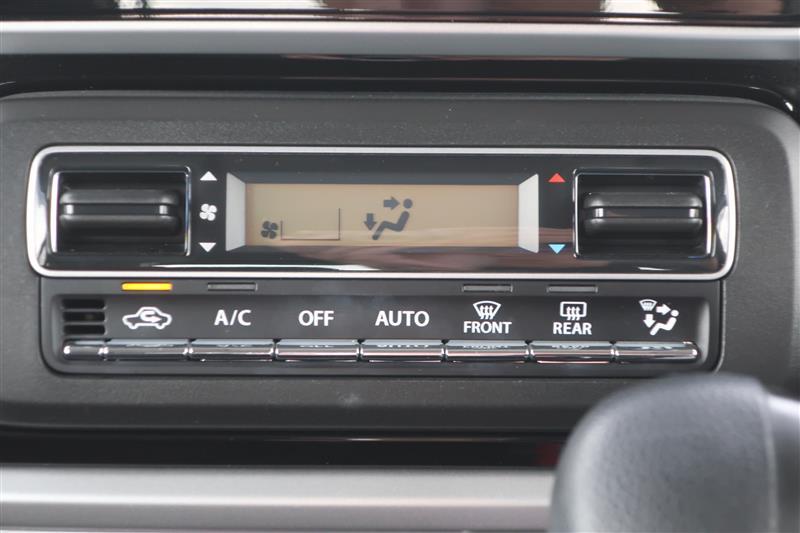 A/C OFF AUTO FRONT REAR